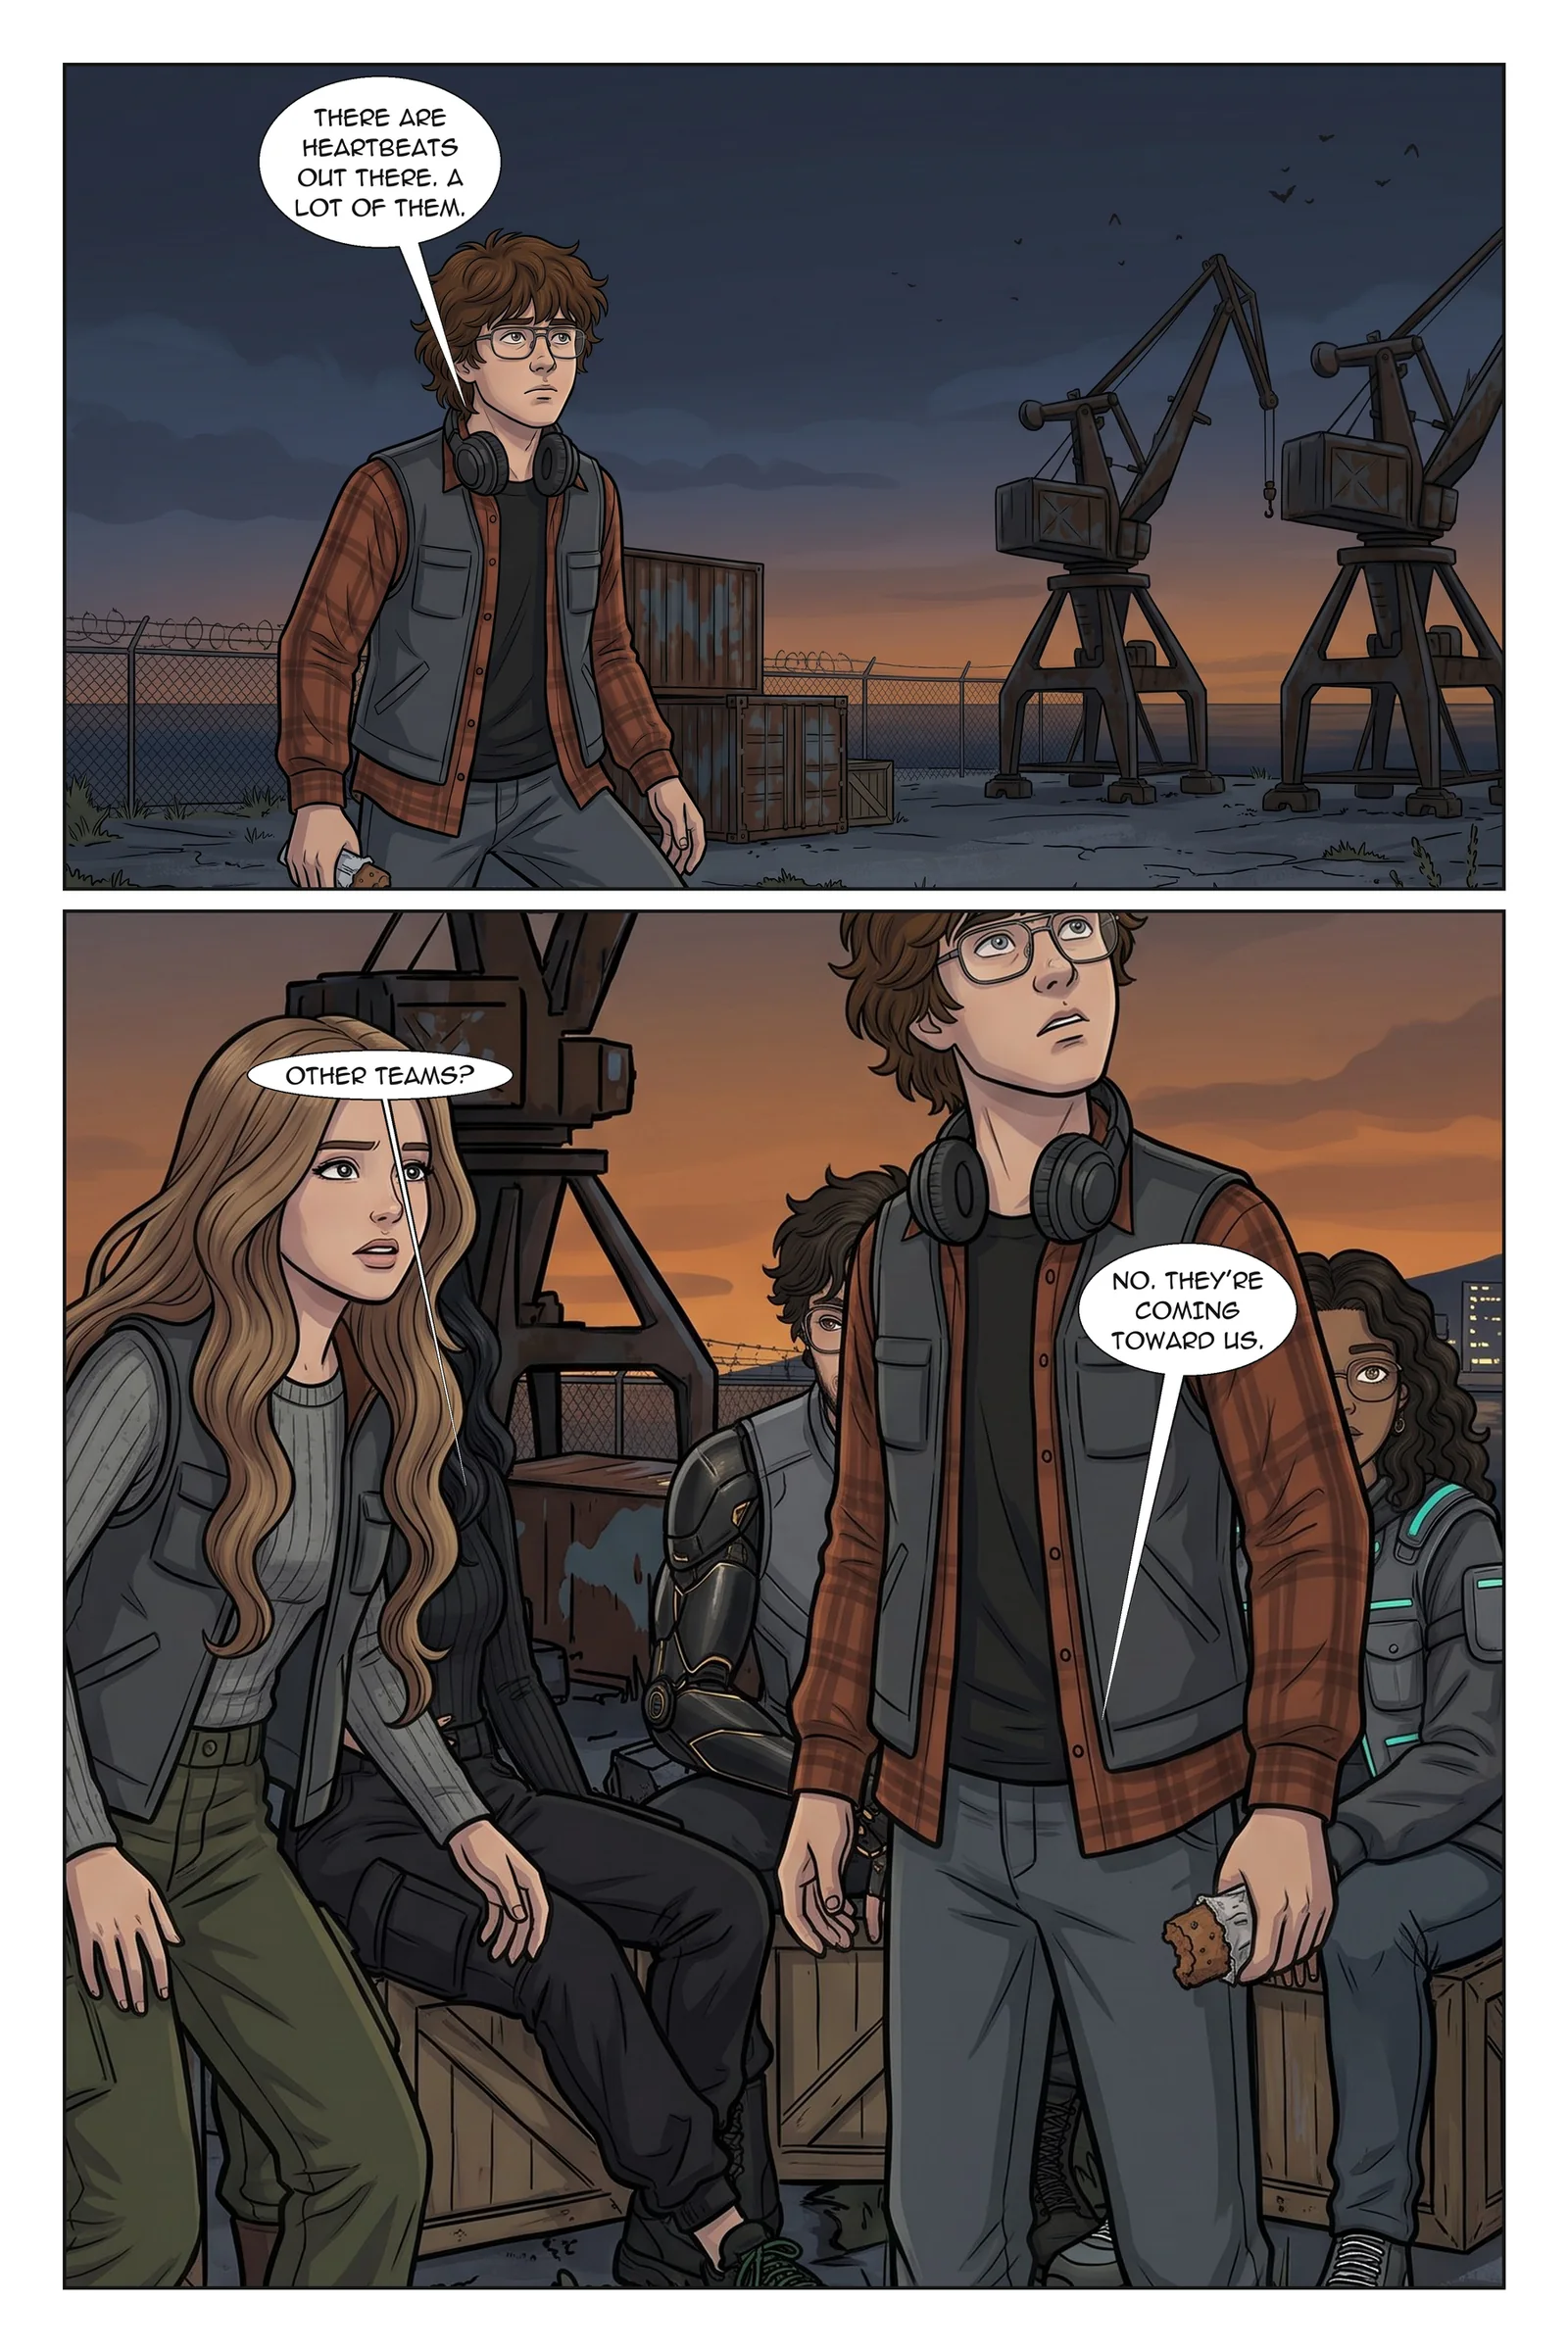 THERE ARE
HEARTBEATS
OUT THERE. A
LOT OF THEM.
OTHER TEAMS?
NO. THEY'RE
COMING
TOWARD US.